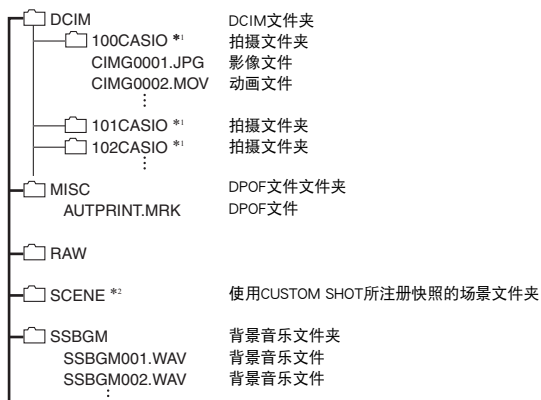 DCIM DCIM文件夹
100CASIO *1 拍摄文件夹
CIMG0001.JPG 影像文件
CIMG0002.MOV 动画文件
101CASIO *1 拍摄文件夹
102CASIO *1 拍摄文件夹
MISC DPOF文件文件夹
AUTPRINT.MRK DPOF文件
RAW
SCENE *2 使用CUSTOM SHOT所注册快照的场景文件夹
SSBGM 背景音乐文件夹
SSBGM001.WAV 背景音乐文件
SSBGM002.WAV 背景音乐文件